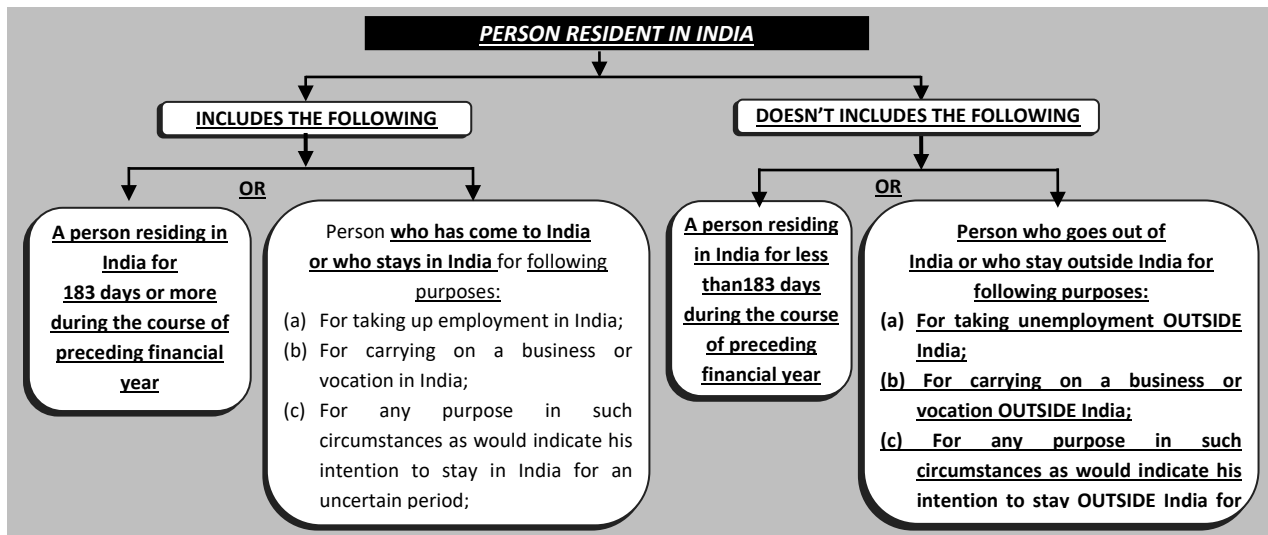 PERSON RESIDENT IN INDIA
INCLUDES THE FOLLOWING
DOESN'T INCLUDES THE FOLLOWING
OR
A person residing in
India for
183 days or more
during the course of
preceding financial
year
Person who has come to India
or who stays in India for following
purposes:
(a) For taking up employment in India;
(b) For carrying on a business or
vocation in India;
(c) For any purpose in such
circumstances as would indicate his
intention to stay in India for an
uncertain period;
OR
A person residing
in India for less
than183 days
during the course
of preceding
financial year
Person who goes out of
India or who stay outside India for
following purposes:
(a) For taking unemployment OUTSIDE
India;
(b) For carrying on a business or
vocation OUTSIDE India;
(c) For any purpose in such
circumstances as would indicate his
intention to stay OUTSIDE India for